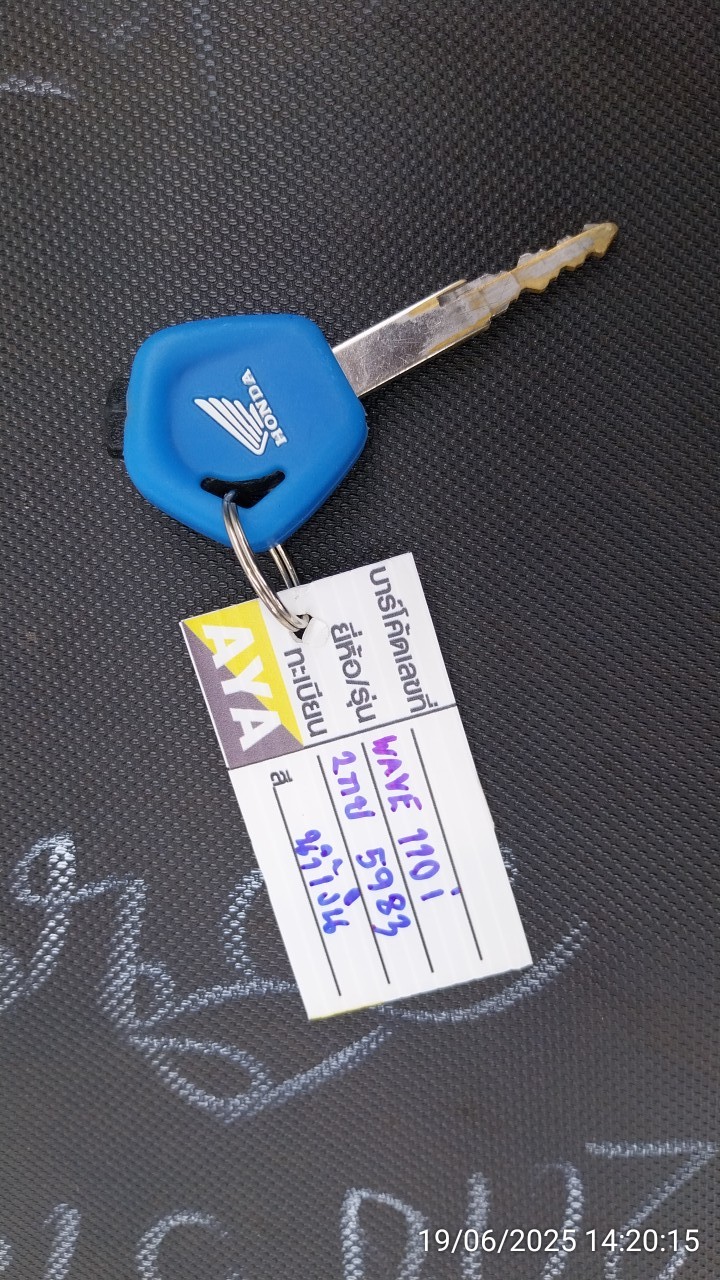 HONDA
AYA
บาร์โค้ดเลขที่
ยี่ห้อ/รุ่น WAVE 110i
ทะเบียน 2กย 5983
สี น้ำเงิน
19/06/2025 14:20:15